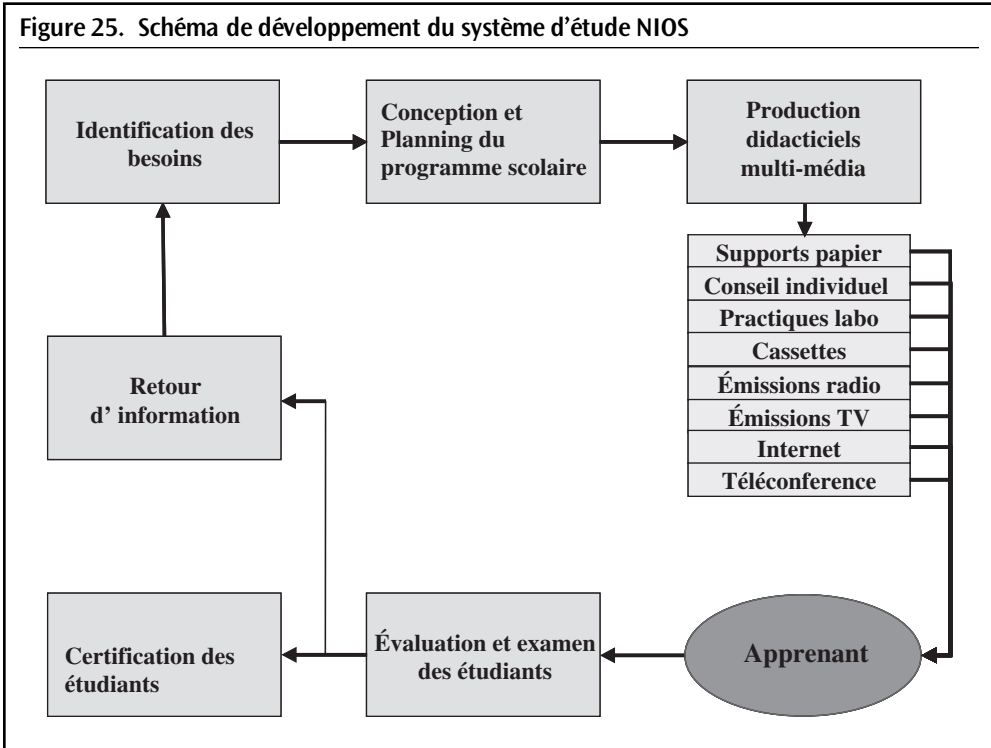 Figure 25. Schéma de développement du système d'étude NIOS
Identification des
besoins
Conception et
Planning du
programme scolaire
Production
didacticiels
multi-média
Supports papier
Conseil individuel
Practiques labo
Cassettes
Émissions radio
Émissions TV
Internet
Téléconference
Retour
d' information
Certification des
étudiants
Évaluation et examen
des étudiants
Apprenant